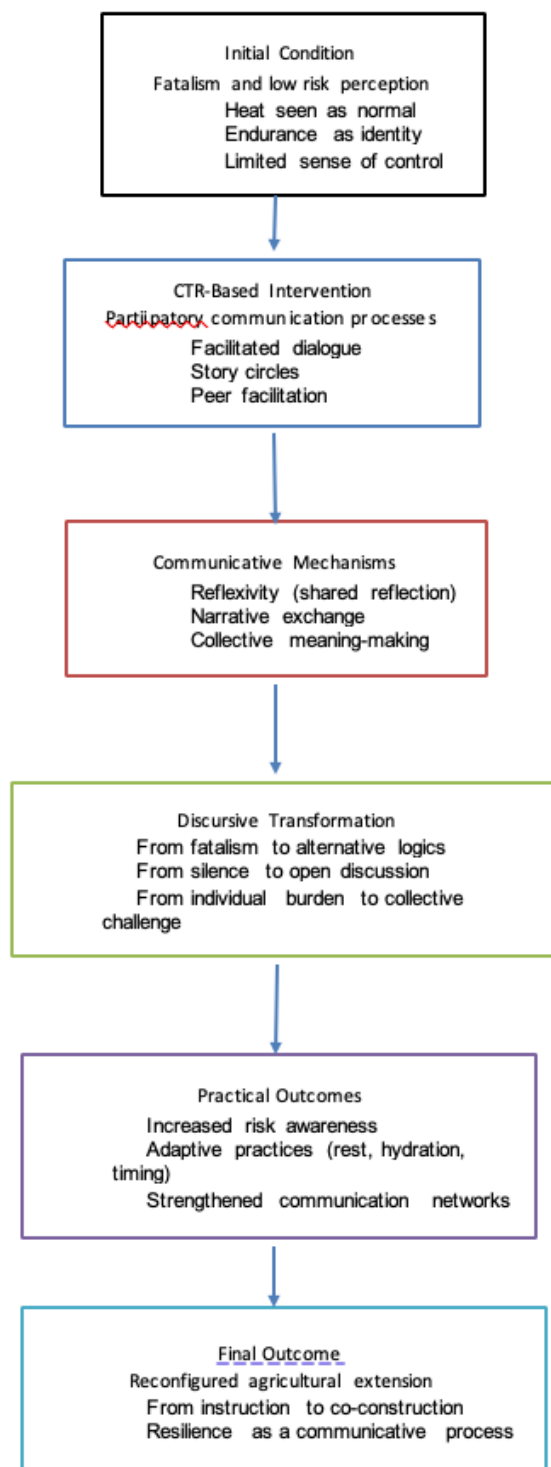 Initial Condition
Fatalism and low risk perception
Heat seen as normal
Endurance as identity
Limited sense of control
CTR-Based Intervention
Partiipatory communication processes
Facilitated dialogue
Story circles
Peer facilitation
Communicative Mechanisms
Reflexivity (shared reflection)
Narrative exchange
Collective meaning-making
Discursive Transformation
From fatalism to alternative logics
From silence to open discussion
From individual burden to collective
challenge
Practical Outcomes
Increased risk awareness
Adaptive practices (rest, hydration,
timing)
Strengthened communication networks
Final Outcome
Reconfigured agricultural extension
From instruction to co-construction
Resilience as a communicative process